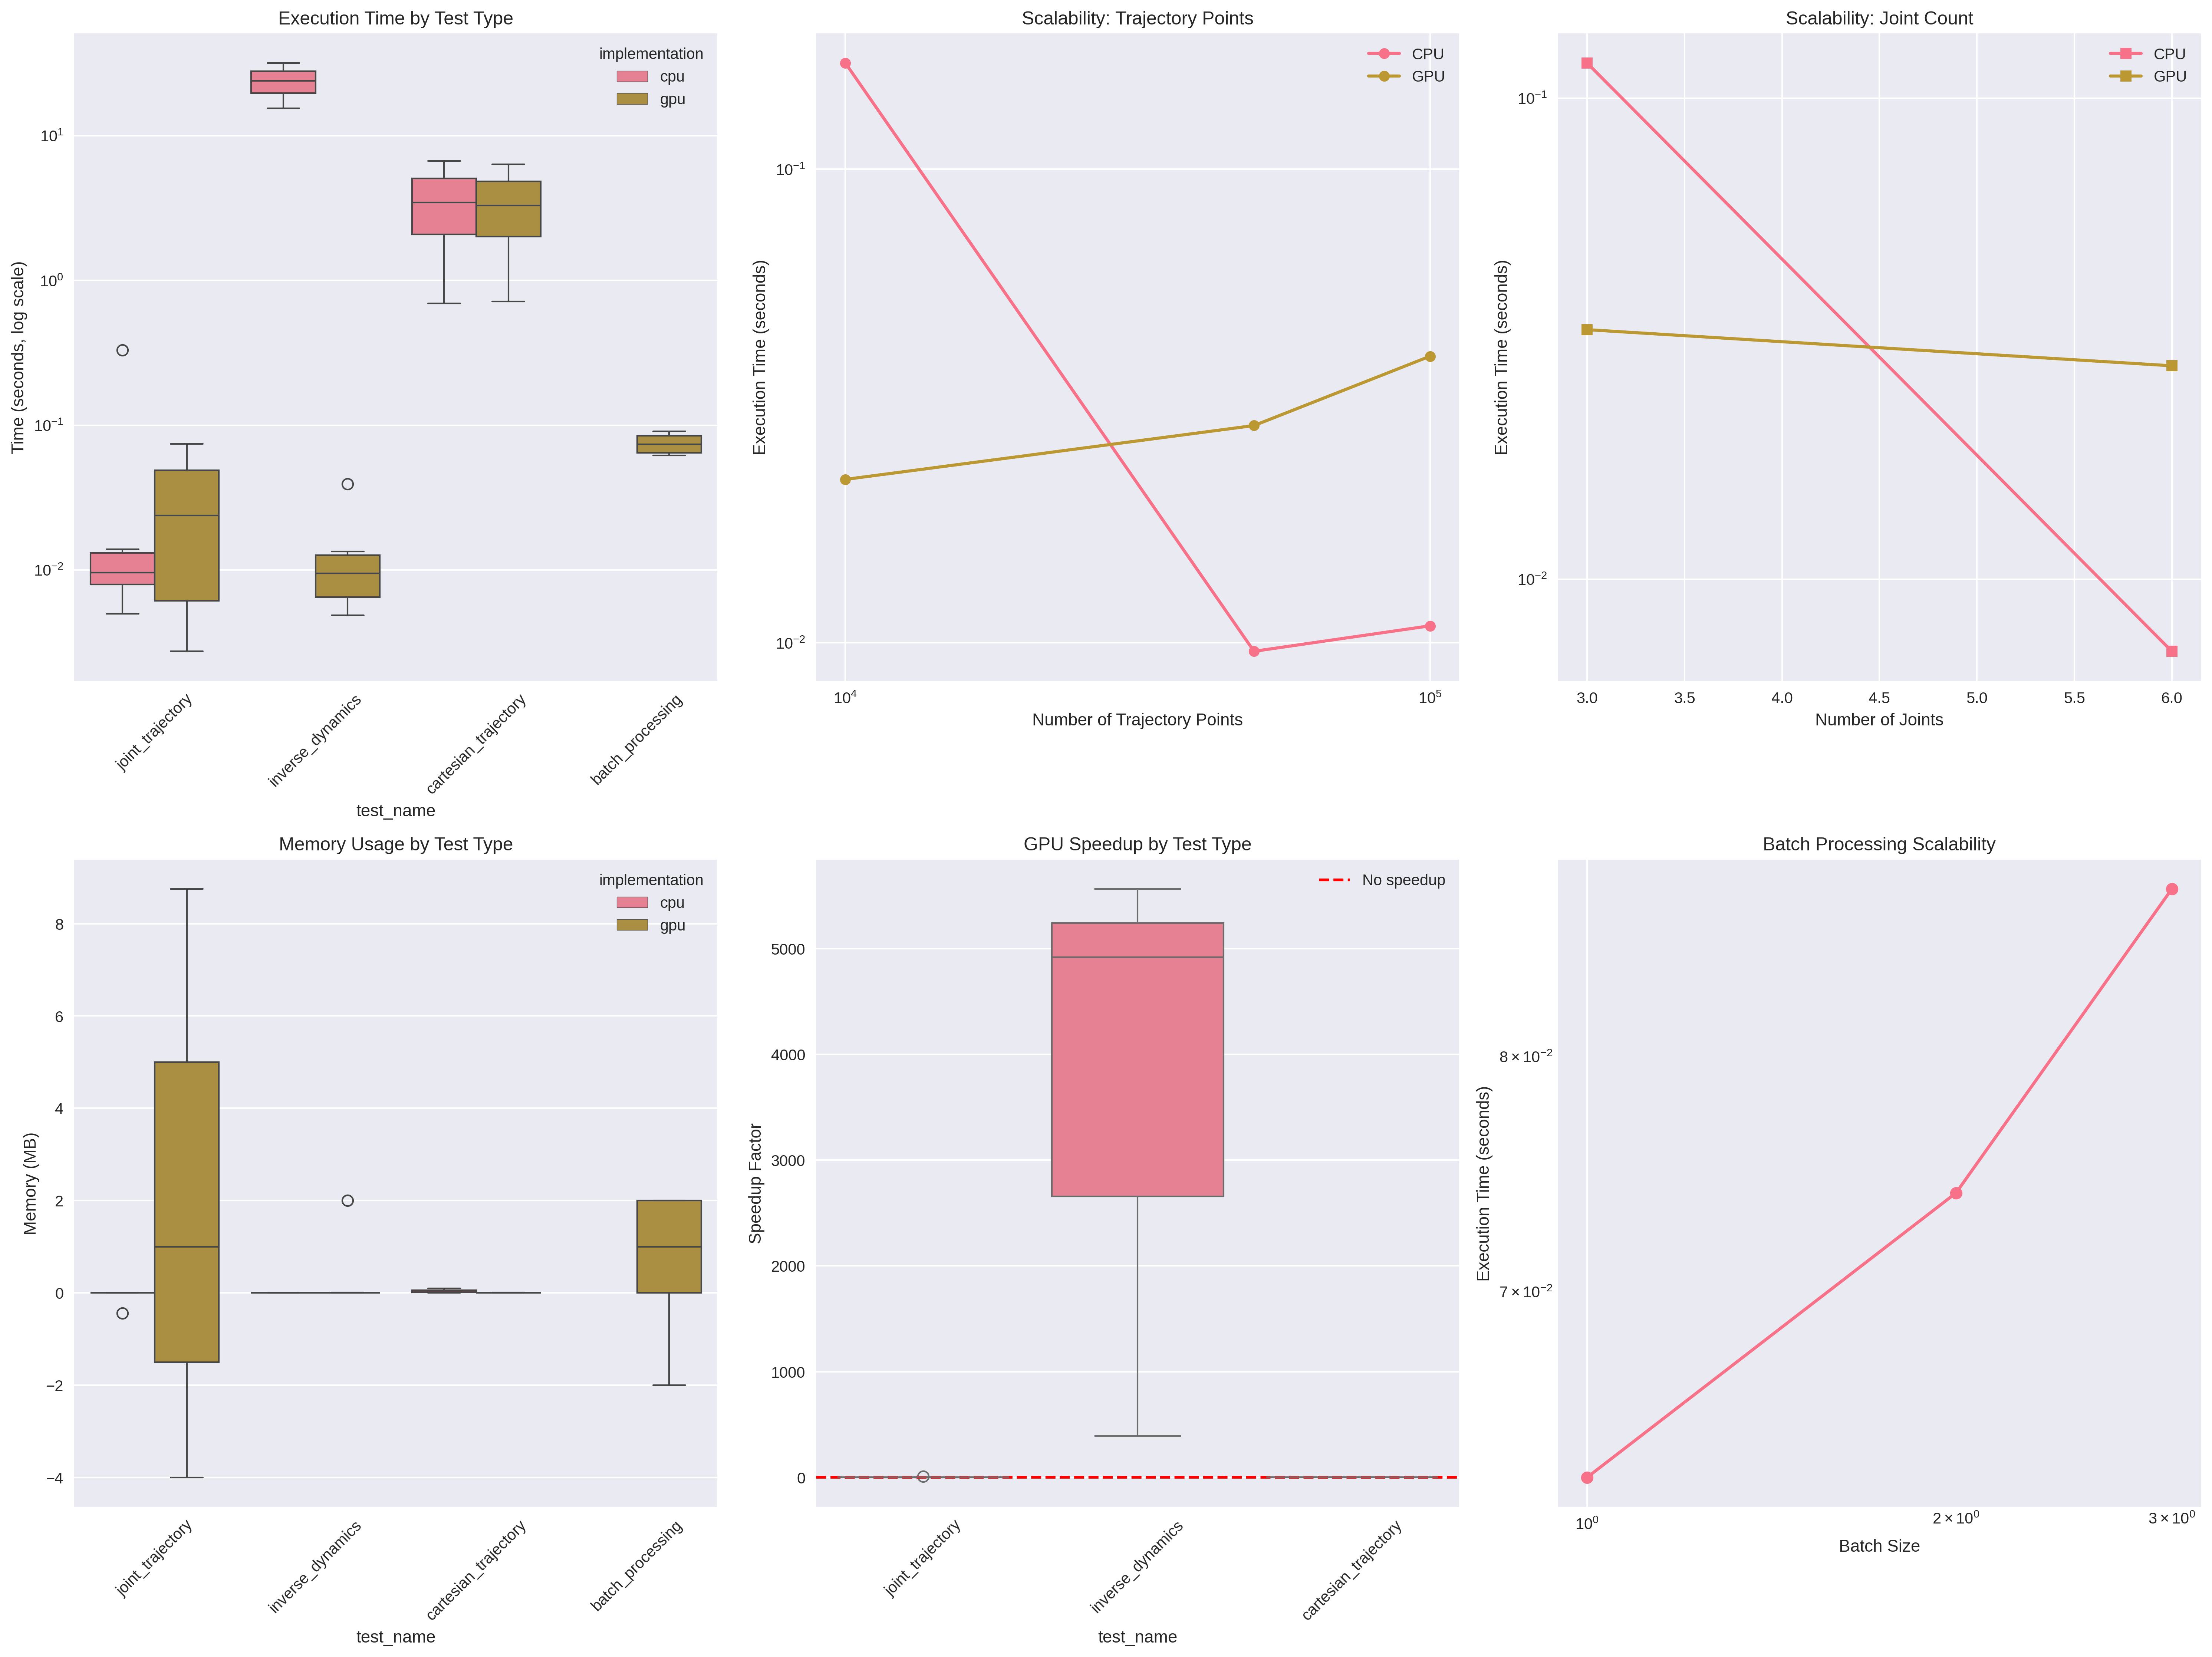 Execution Time by Test Type
Time (seconds, log scale)
10¹
10⁰
10⁻¹
10⁻²
implementation
cpu
gpu
joint_trajectory
inverse_dynamics
cartesian_trajectory
batch_processing
test_name
Scalability: Trajectory Points
Execution Time (seconds)
10⁻¹
10⁻²
CPU
GPU
10⁴
10⁵
Number of Trajectory Points
Scalability: Joint Count
Execution Time (seconds)
10⁻¹
10⁻²
CPU
GPU
3.0
3.5
4.0
4.5
5.0
5.5
6.0
Number of Joints
Memory Usage by Test Type
Memory (MB)
8
6
4
2
0
−2
−4
implementation
cpu
gpu
joint_trajectory
inverse_dynamics
cartesian_trajectory
batch_processing
test_name
GPU Speedup by Test Type
Speedup Factor
5000
4000
3000
2000
1000
0
No speedup
joint_trajectory
inverse_dynamics
cartesian_trajectory
test_name
Batch Processing Scalability
Execution Time (seconds)
8 × 10⁻²
7 × 10⁻²
10⁰
2 × 10⁰
3 × 10⁰
Batch Size